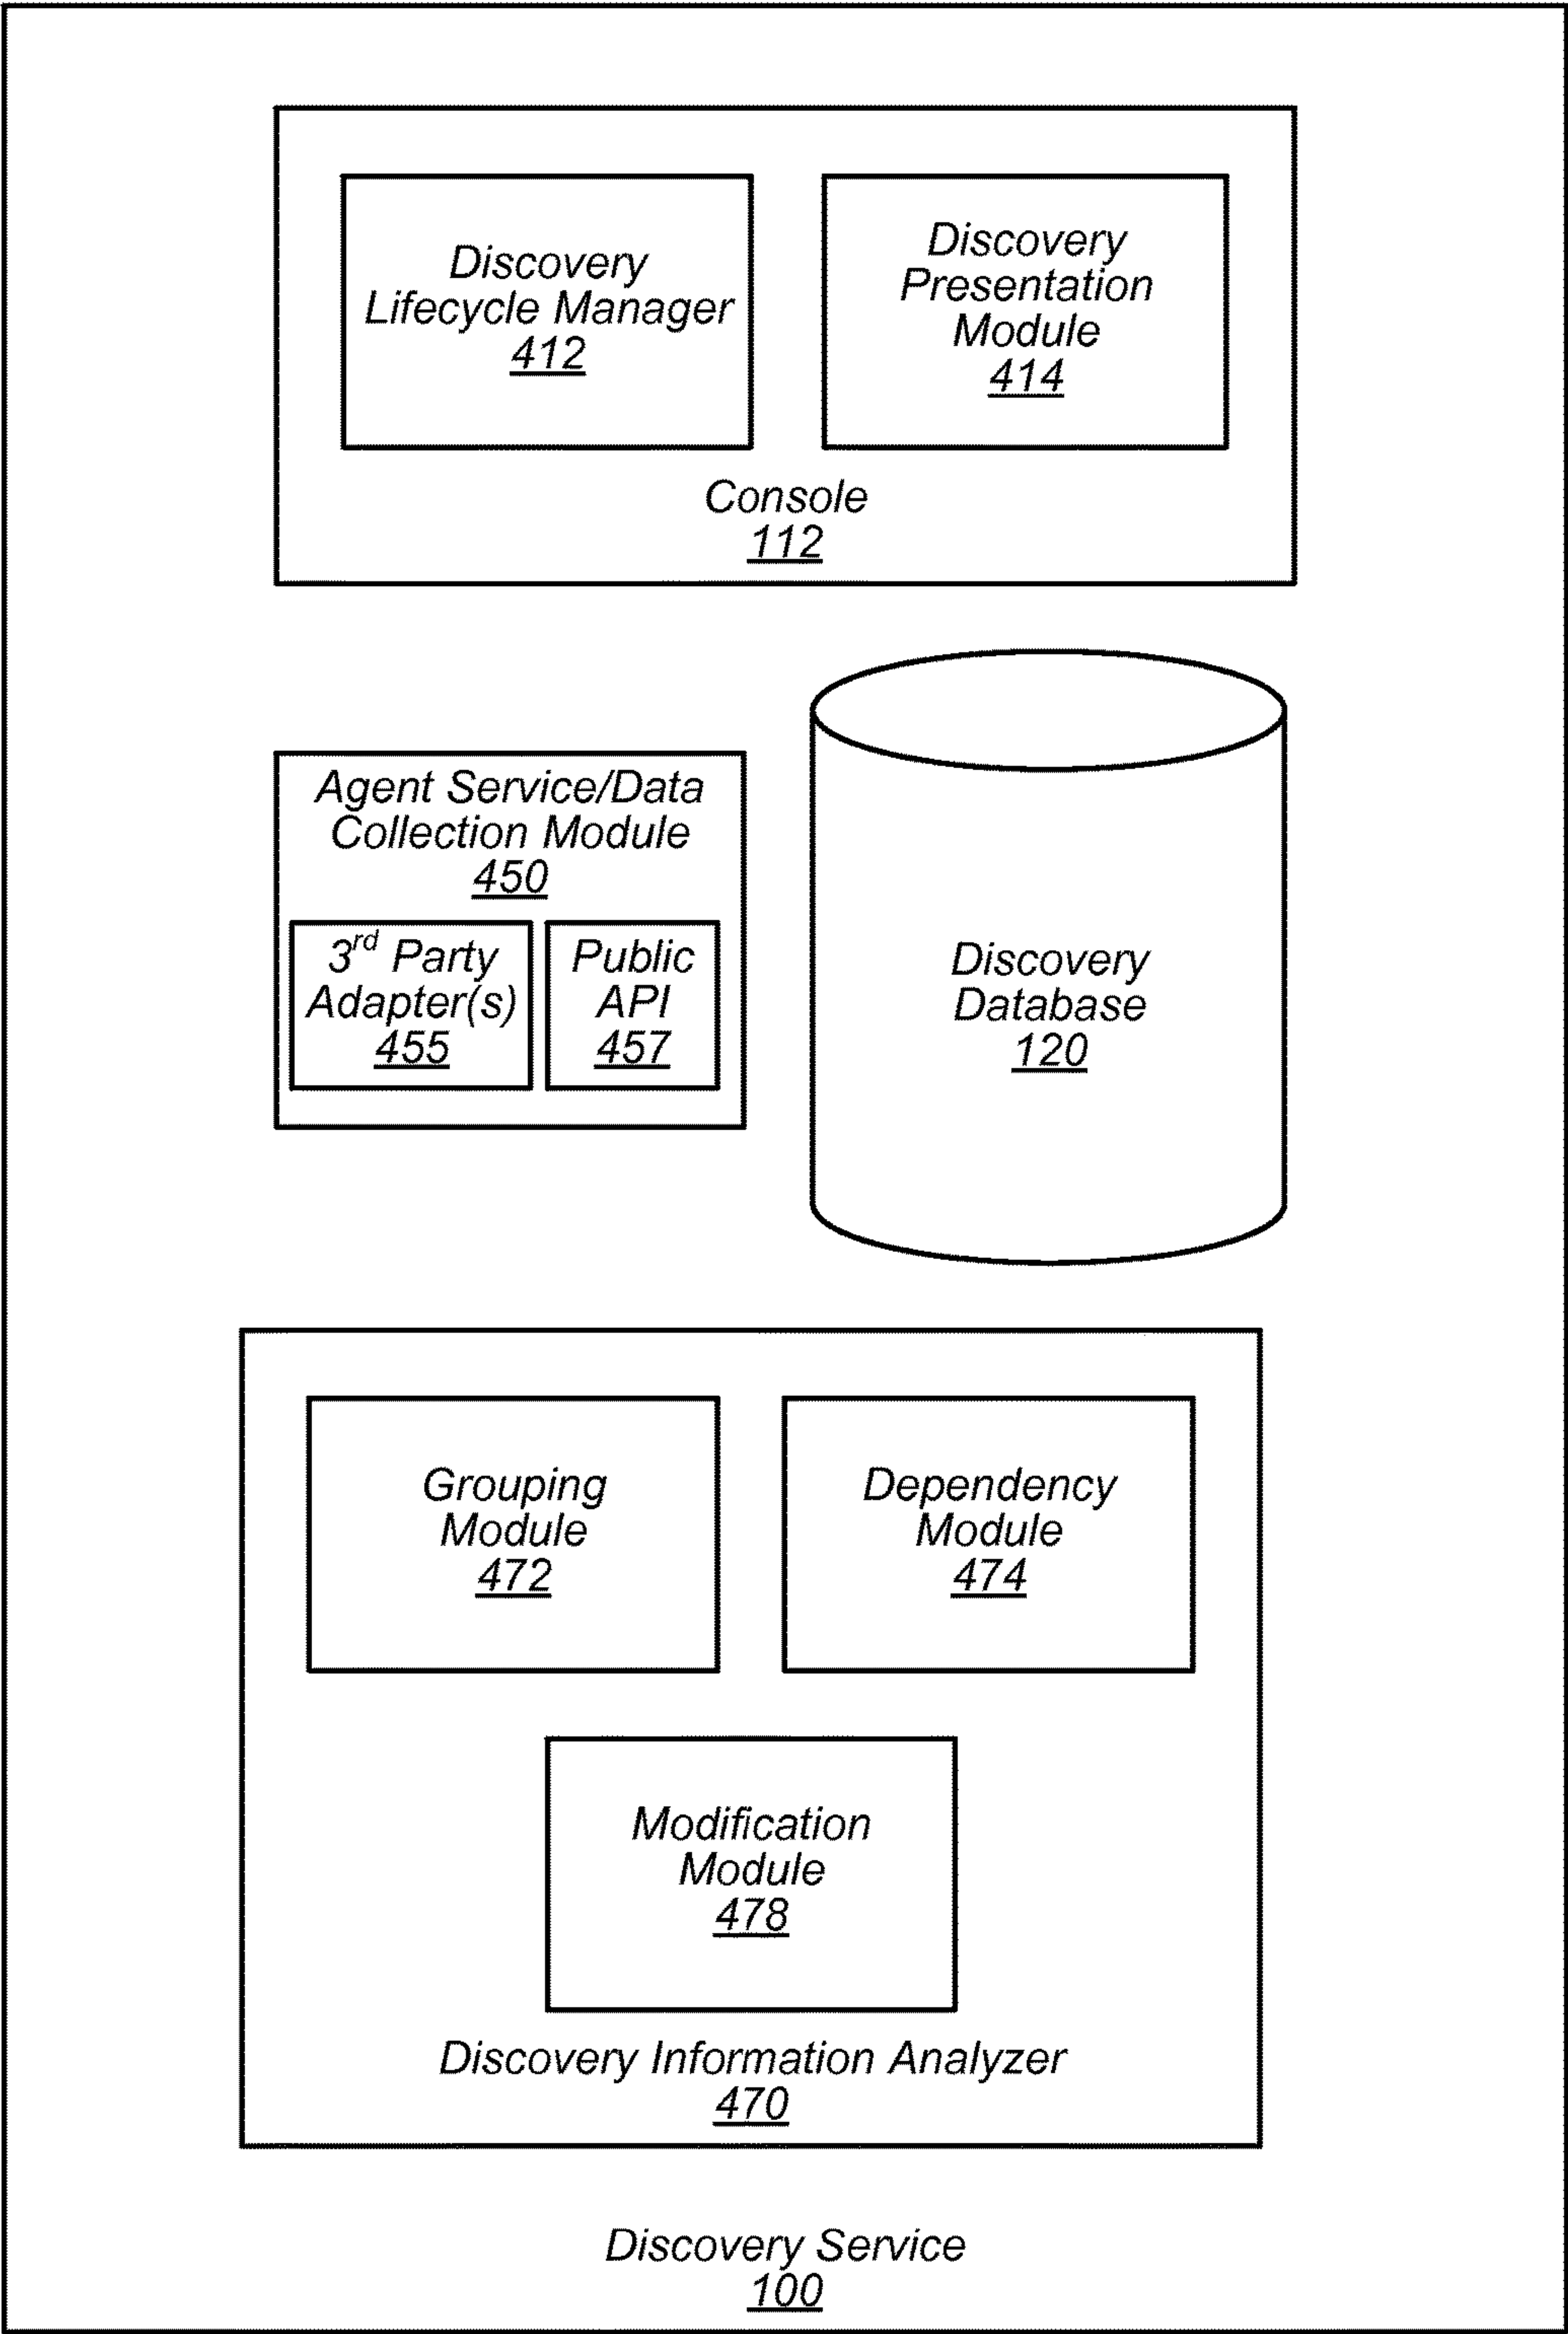 Discovery
Lifecycle Manager
412
Discovery
Presentation
Module
414
Console
112
Agent Service/Data
Collection Module
450
3rd Party
Adapter(s)
455
Public
API
457
Discovery
Database
120
Grouping
Module
472
Dependency
Module
474
Modification
Module
478
Discovery Information Analyzer
470
Discovery Service
100